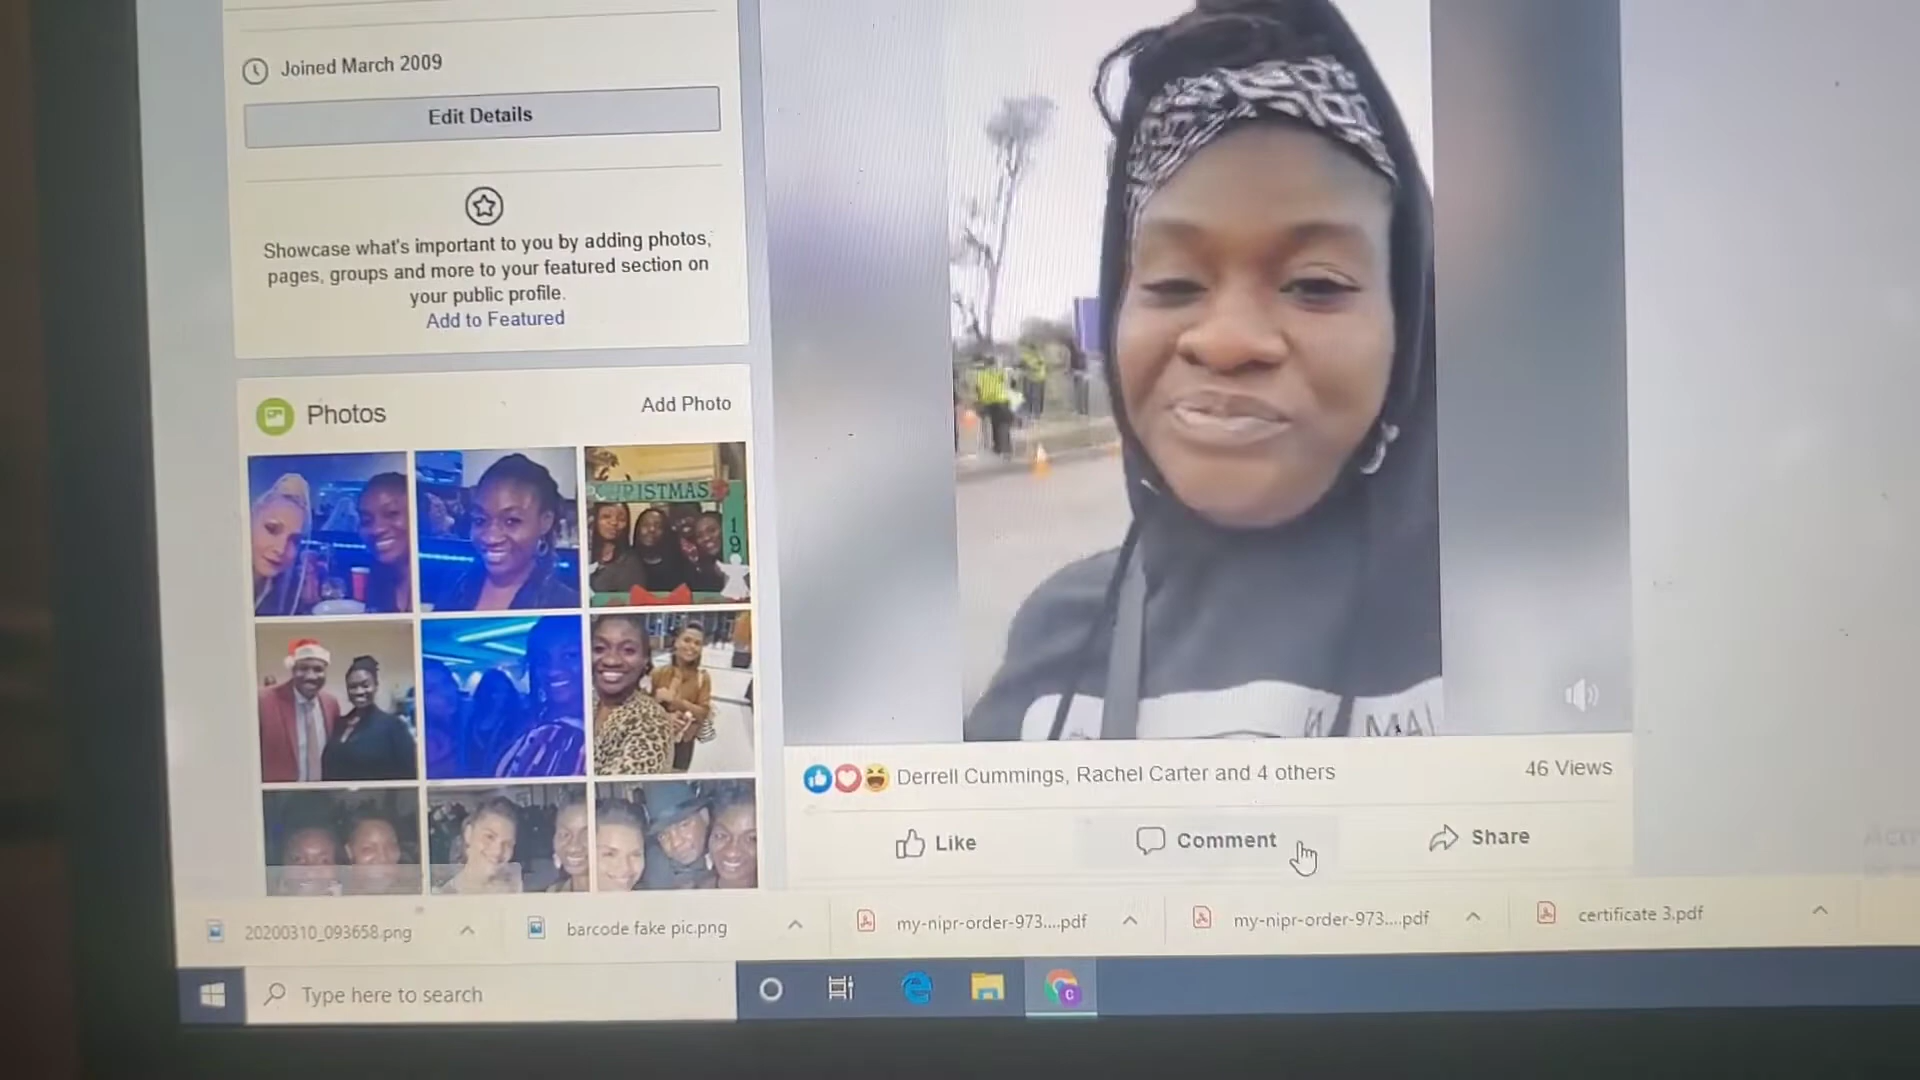 Joined March 2009
Edit Details
Showcase what's important to you by adding photos,
pages, groups and more to your featured section on
your public profile.
Add to Featured
Photos
Add Photo
CHRISTMAS
19
Derrell Cummings, Rachel Carter and 4 others
46 Views
Like
Comment
Share
20200310_093658.png
barcode fake pic.png
my-nipr-order-973....pdf
my-nipr-order-973....pdf
certificate 3.pdf
Type here to search